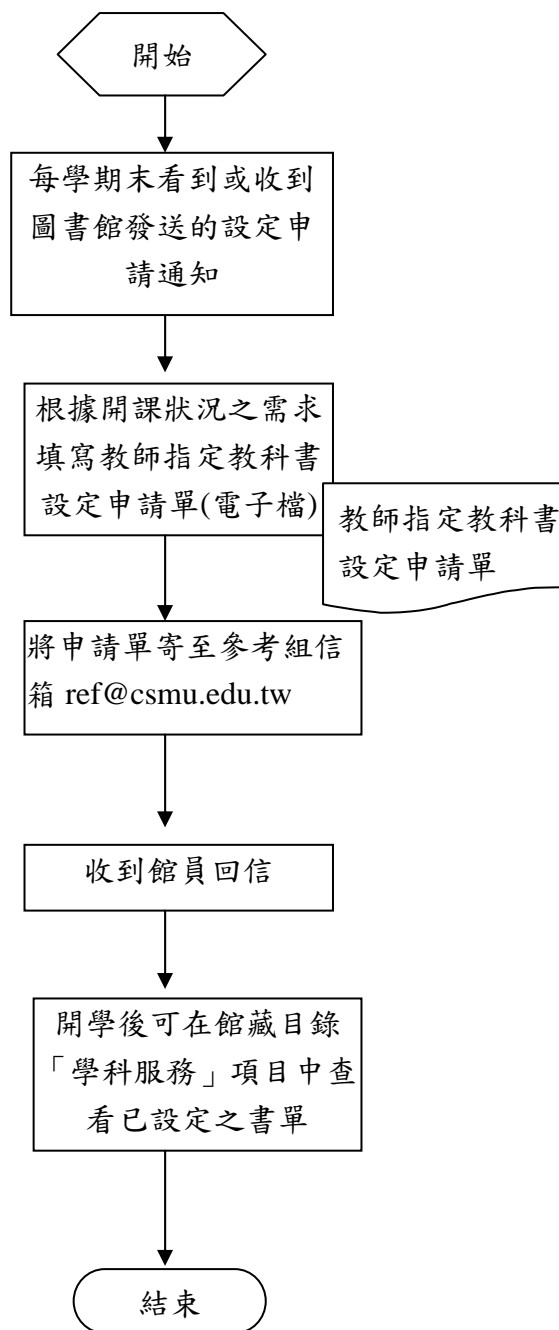 開始
每學期末看到或收到
圖書館發送的設定申
請通知
根據開課狀況之需求
填寫教師指定教科書
設定申請單(電子檔)
教師指定教科書
設定申請單
將申請單寄至參考組信
箱 ref@csmu.edu.tw
收到館員回信
開學後可在館藏目錄
「學科服務」項目中查
看已設定之書單
結束